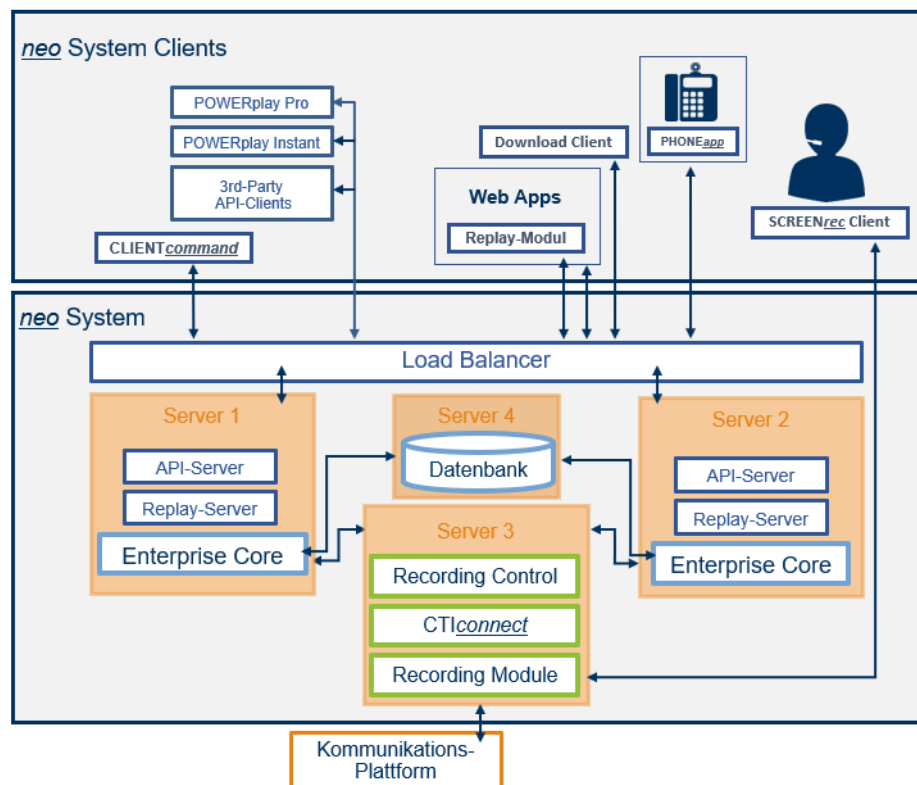 neo System Clients
POWERplay Pro
POWERplay Instant
3rd-Party
API-Clients
CLIENTcommand
Download Client
Web Apps
Replay-Modul
PHONEapp
SCREENrec Client
neo System
Load Balancer
Server 1
API-Server
Replay-Server
Enterprise Core
Server 4
Datenbank
Server 2
API-Server
Replay-Server
Enterprise Core
Server 3
Recording Control
CTIconnect
Recording Module
Kommunikations-
Plattform